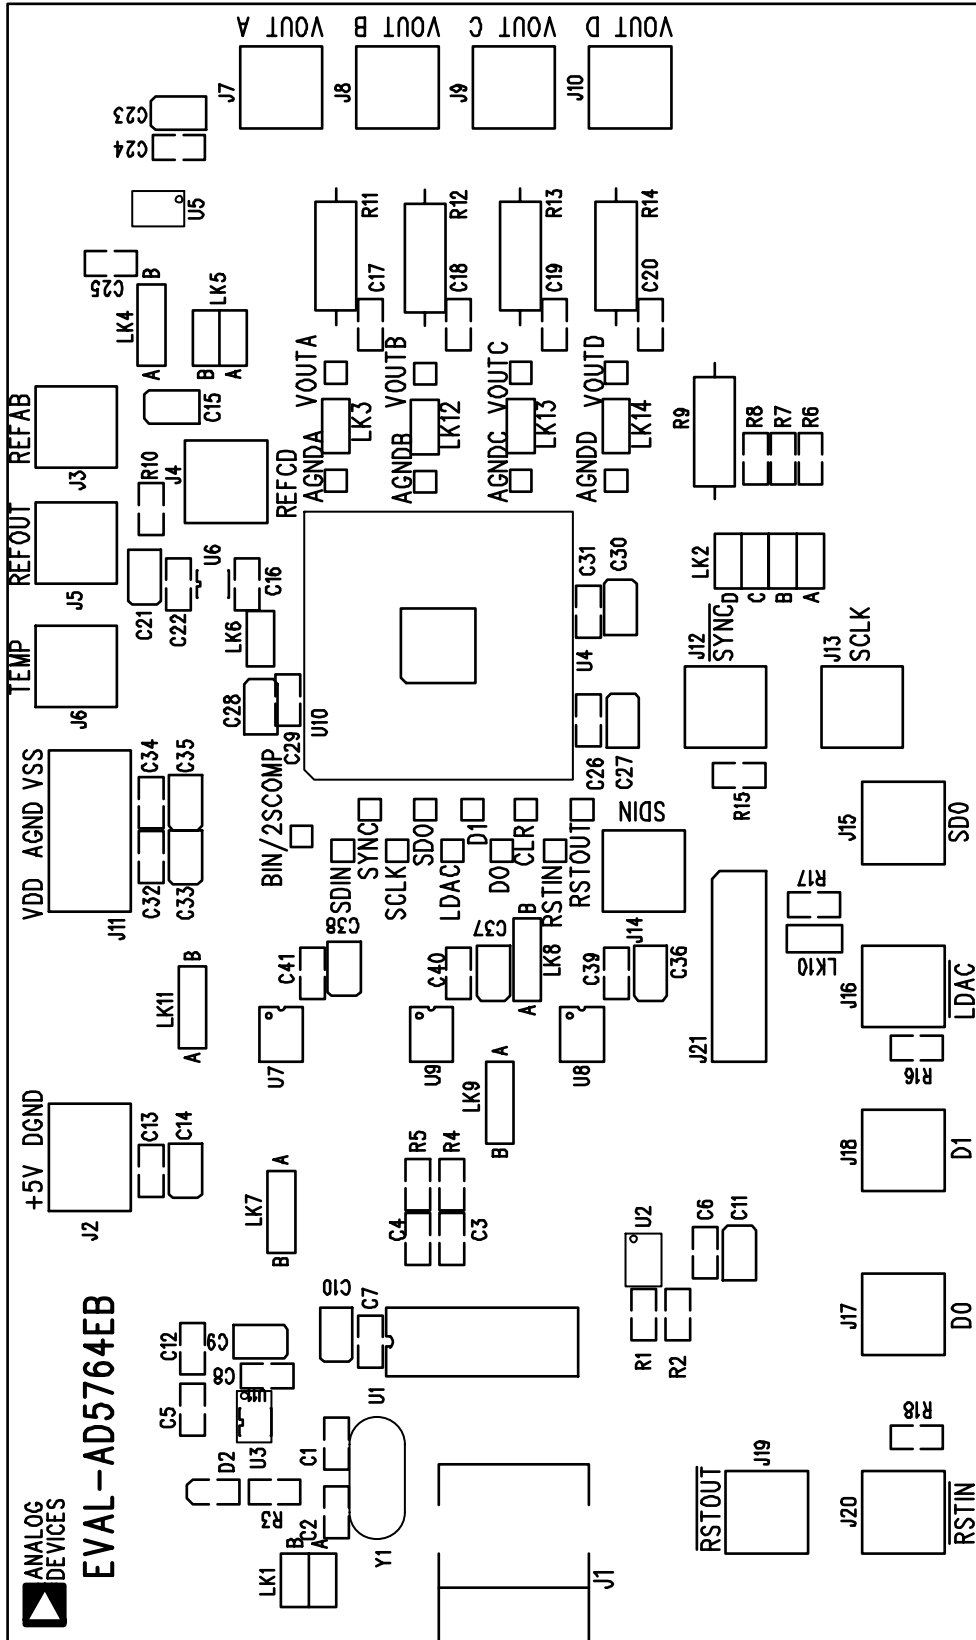 VOUT A
VOUT B
VOUT C
VOUT D
J7
J8
J9
J10
C23
C24
U5
C25
LK4
A
B
LK5
B
A
C15
R11
R12
R13
R14
C17
C18
C19
C20
VOUTA
VOUTB
VOUTC
VOUTD
LK3
LK12
LK13
LK14
AGNDA
AGNDB
AGNDC
AGNDD
REFAB
J3
REFOUT
J5
TEMP
J6
R10
J4
REFCD
C21
C22
U6
C16
LK6
C28
C29
U10
U4
C31
C30
C26
C27
R9
R8
R7
R6
LK2
D
C
B
A
J12
SYNC
J13
SCLK
R15
VDD AGND VSS
J11
C34
C35
C32
C33
BIN/2SCOMP
SDIN
SYNC
SCLK
SDO
LDAC
D1
D0
CLR
RSTIN
RSTOUT
SDIN
J14
J15
SDO
LK11
A
B
C41
C38
U7
C40
C37
U9
LK8
A
B
C39
C36
U8
J21
R17
LK10
J16
LDAC
R16
+5V DGND
J2
C13
C14
LK7
A
B
R5
R4
C4
C3
LK9
A
B
U2
C6
C11
R1
R2
J18
D1
J17
D0
ANALOG
DEVICES
EVAL-AD5764EB
C12
C9
C8
C5
U11
U3
D2
R3
C10
C7
U1
C1
C2
Y1
LK1
B
A
J1
RSTOUT
J19
R18
J20
RSTIN